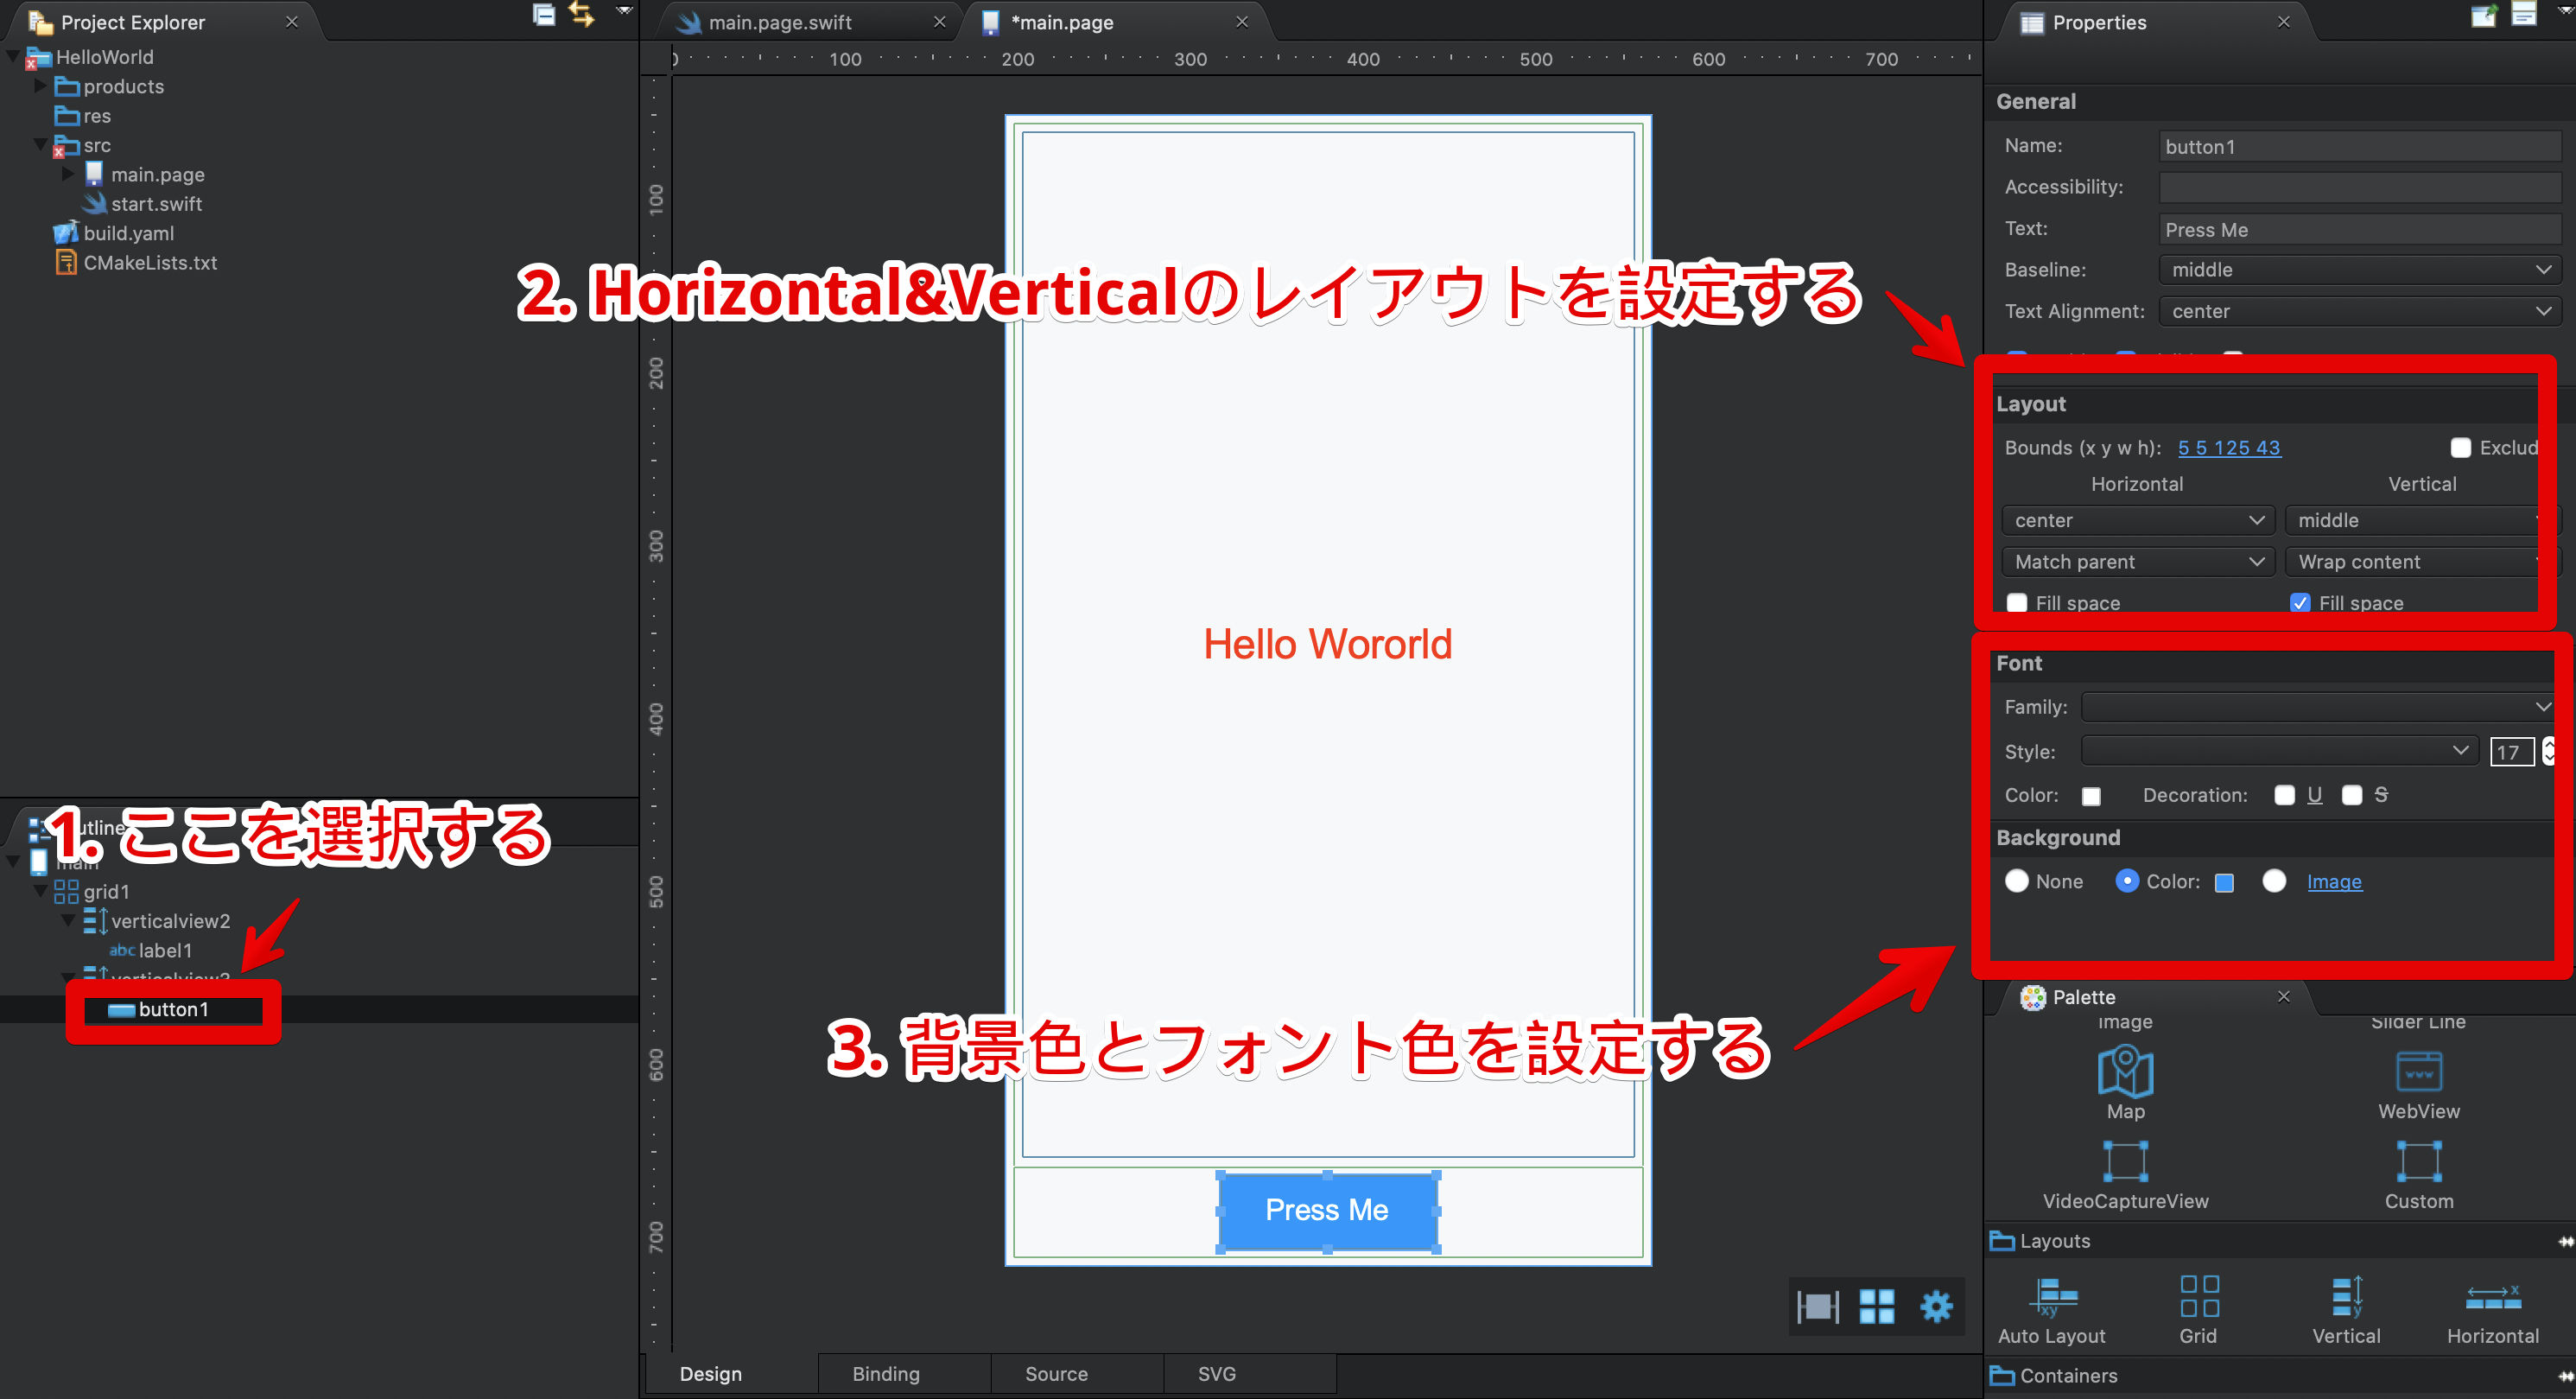 Project Explorer
HelloWorld
products
res
src
main.page
start.swift
build.yaml
CMakeLists.txt
main.page.swift
*main.page
0 100 200 300 400 500 600 700
100
200
300
400
500
600
700
2. Horizontal&Verticalのレイアウトを設定する
Hello Wororld
3. 背景色とフォント色を設定する
Press Me
1. ここを選択する
main
grid1
verticalview2
abc label1
verticalview3
button1
Design
Binding
Source
SVG
Properties
General
Name: button1
Accessibility:
Text: Press Me
Baseline: middle
Text Alignment: center
Layout
Bounds (x y w h): 5 5 125 43 Exclud
Horizontal Vertical
center middle
Match parent Wrap content
Fill space Fill space
Font
Family:
Style: 17
Color: Decoration: U S
Background
None Color: Image
Palette
Image Slider Line
Map WebView
VideoCaptureView Custom
Layouts
Auto Layout Grid Vertical Horizontal
Containers